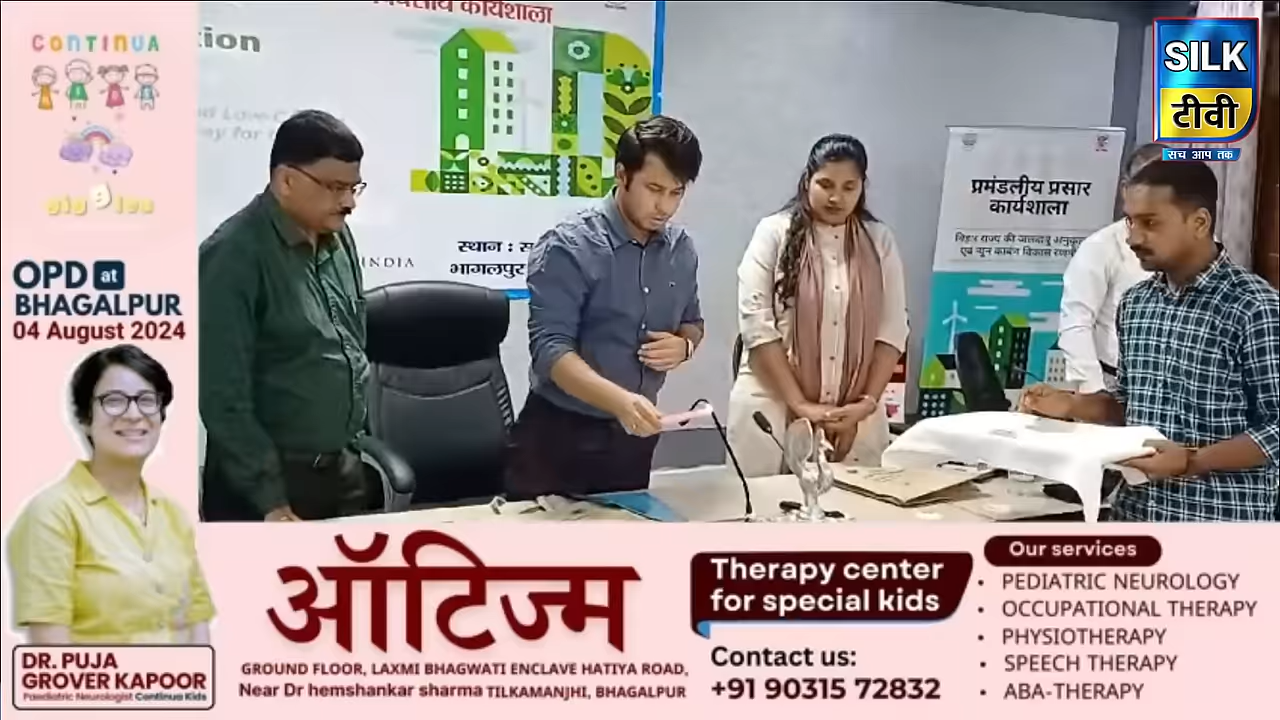 CONTINUA
OPD at
BHAGALPUR
04 August 2024
DR. PUJA
GROVER KAPOOR
Paediatric Neurologist Continua Kids
कार्यशाला
स्थान :
भागलपुर
INDIA
प्रमंडलीय प्रसार
कार्यशाला
बिहार राज्य की जलवायु
एवं न्यून कार्बन विकास
SILK
टीवी
सच आप तक
ऑटिज्म
GROUND FLOOR, LAXMI BHAGWATI ENCLAVE HATIYA ROAD,
Near Dr hemshankar sharma TILKAMANJHI, BHAGALPUR
Therapy center
for special kids
Contact us:
+91 90315 72832
Our services
• PEDIATRIC NEUROLOGY
• OCCUPATIONAL THERAPY
• PHYSIOTHERAPY
• SPEECH THERAPY
• ABA-THERAPY